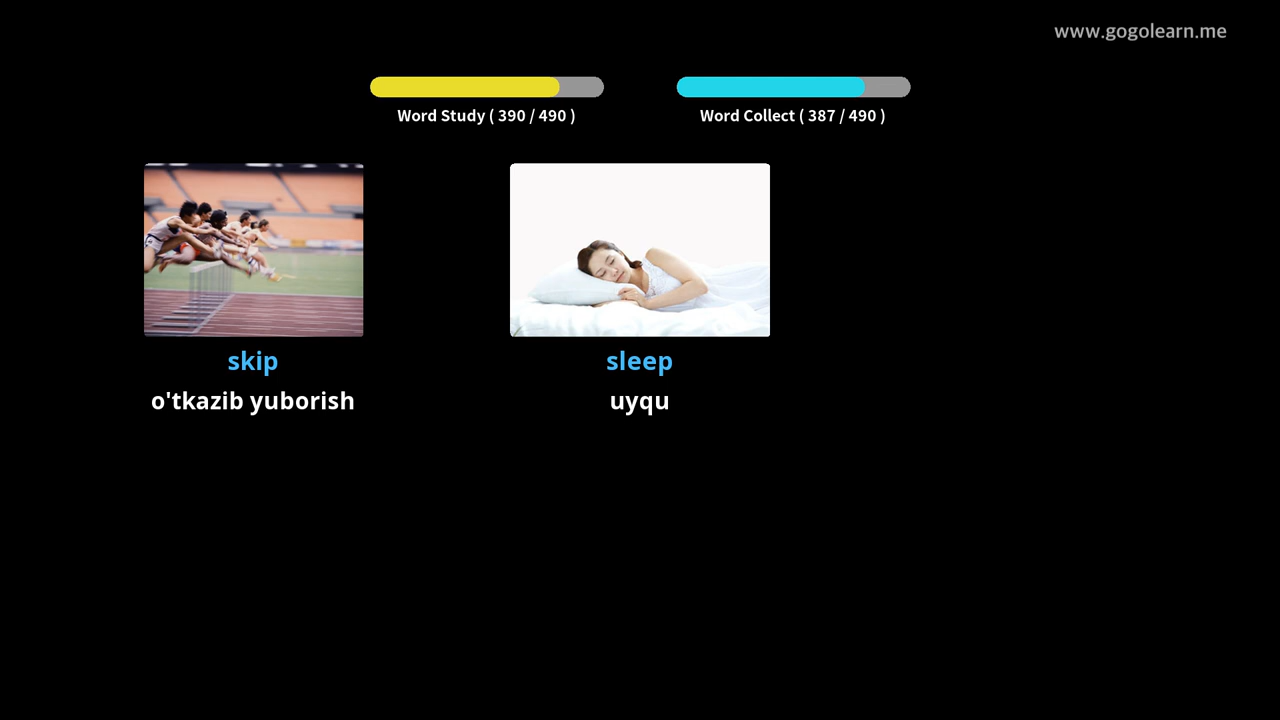 www.gogolearn.me
Word Study ( 390 / 490 )
Word Collect ( 387 / 490 )
skip
sleep
o'tkazib yuborish
uyqu